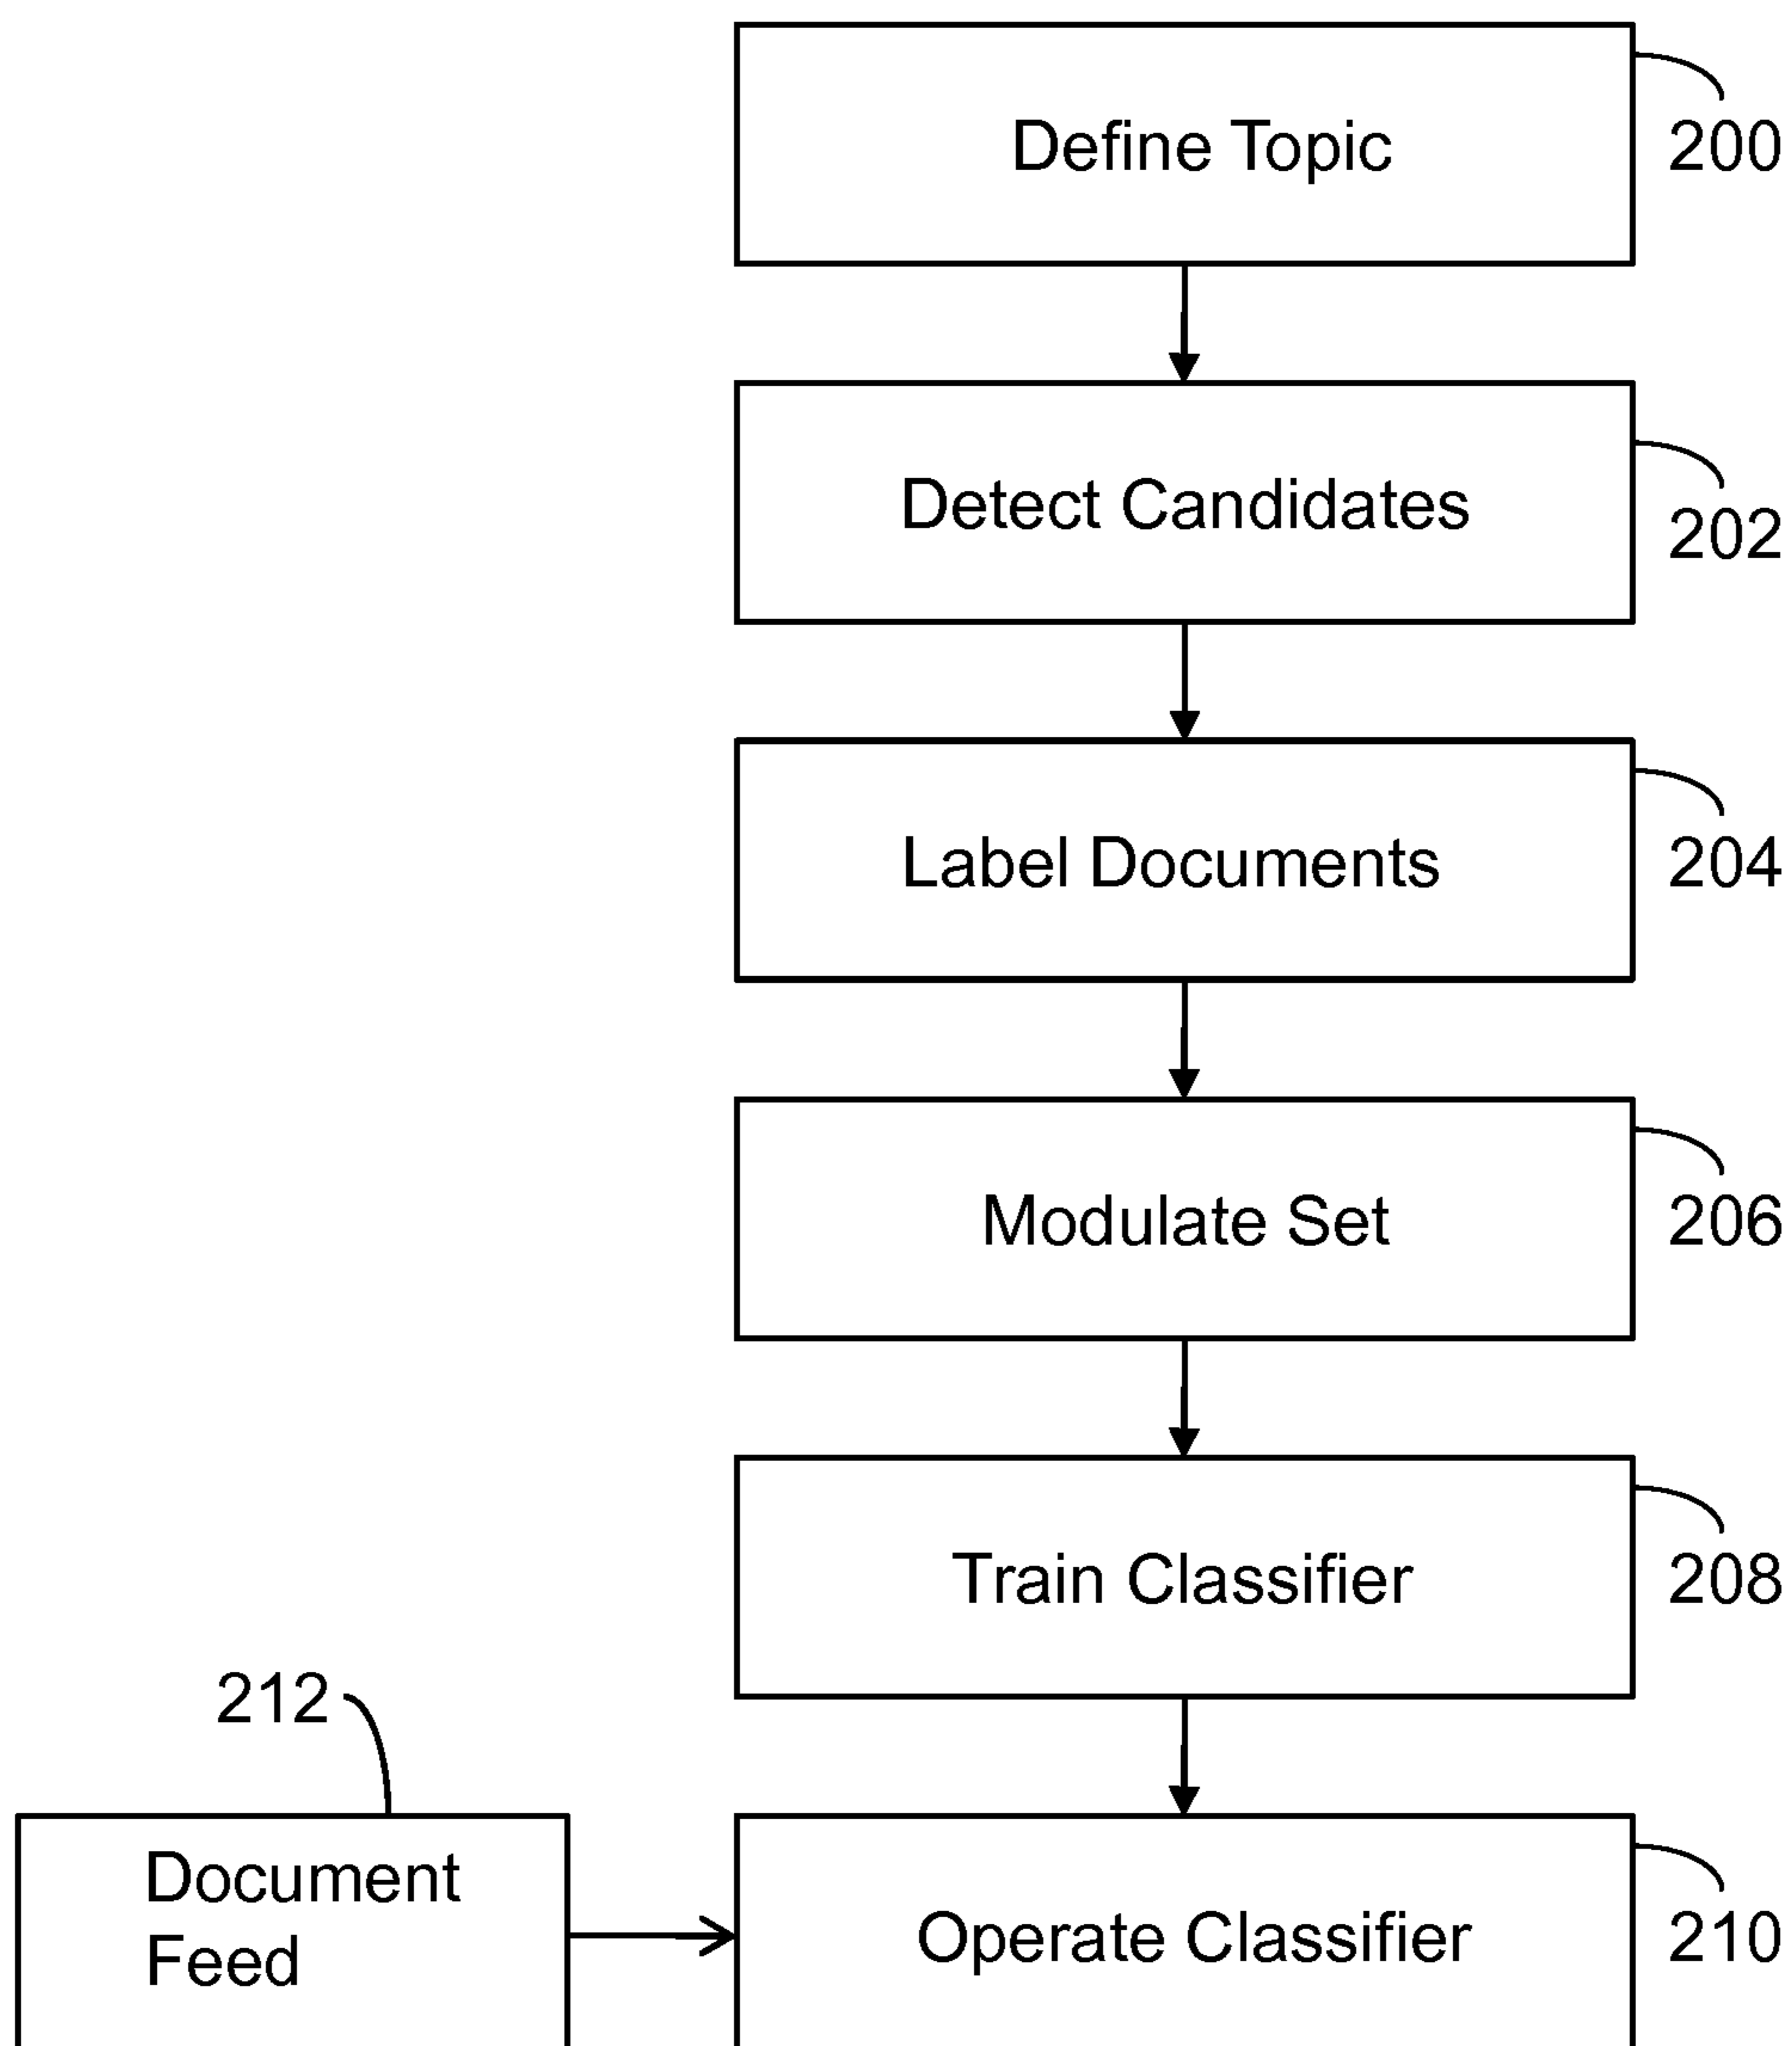 Define Topic
200
Detect Candidates
202
Label Documents
204
Modulate Set
206
Train Classifier
208
212
Document
Feed
Operate Classifier
210